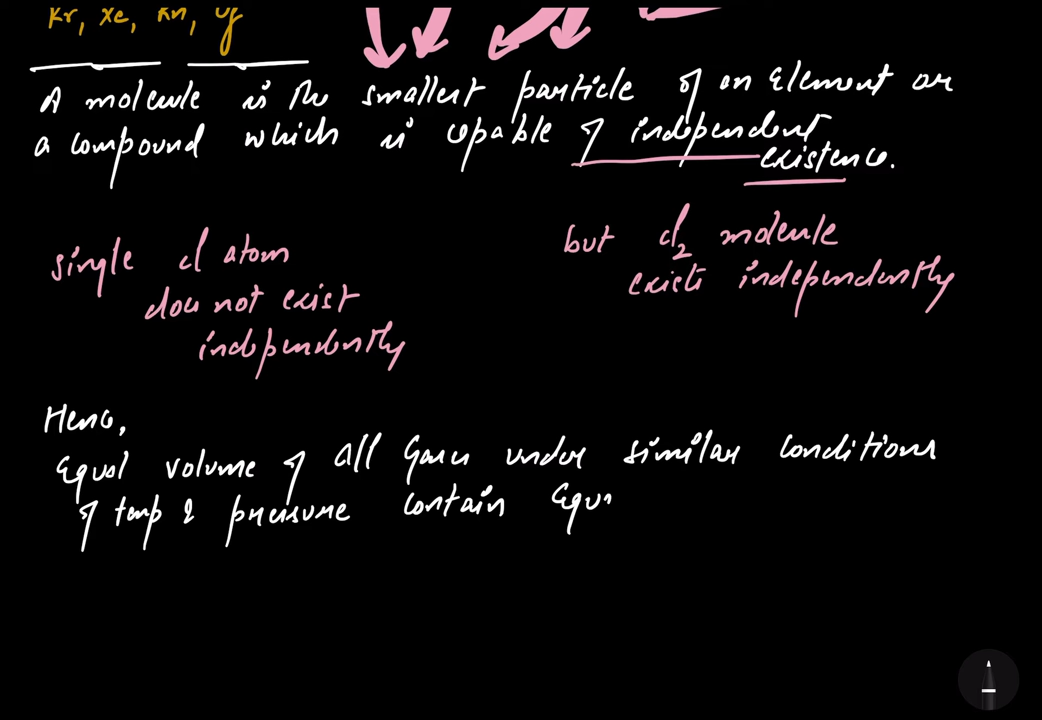 Kr, Xe, Rn, Og
A molecule is the smallest particle of an Element or
a compound which is capable of independent
existence.
single Cl atom
does not exist
independently
but Cl2 molecule
exists independently
Hence,
Equal volume of All Gases under similar conditions
of temp & pressure contain Equ